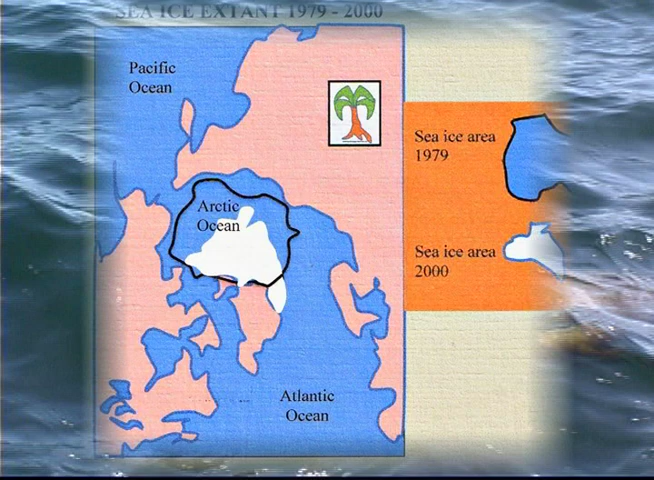 SEA ICE EXTANT 1979 - 2000
Pacific
Ocean
Sea ice area
1979
Arctic
Ocean
Sea ice area
2000
Atlantic
Ocean